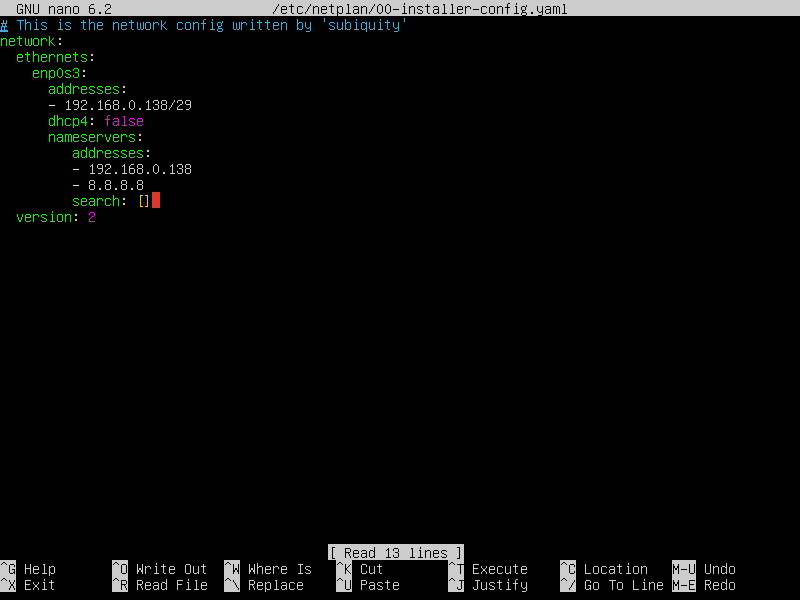 GNU nano 6.2 /etc/netplan/00-installer-config.yaml
# This is the network config written by 'subiquity'
network:
  ethernets:
    enp0s3:
      addresses:
      - 192.168.0.138/29
      dhcp4: false
      nameservers:
         addresses:
         - 192.168.0.138
         - 8.8.8.8
         search: []
  version: 2
[ Read 13 lines ]
^G Help ^O Write Out ^W Where Is ^K Cut ^T Execute ^C Location M-U Undo
^X Exit ^R Read File ^\ Replace ^U Paste ^J Justify ^/ Go To Line M-E Redo